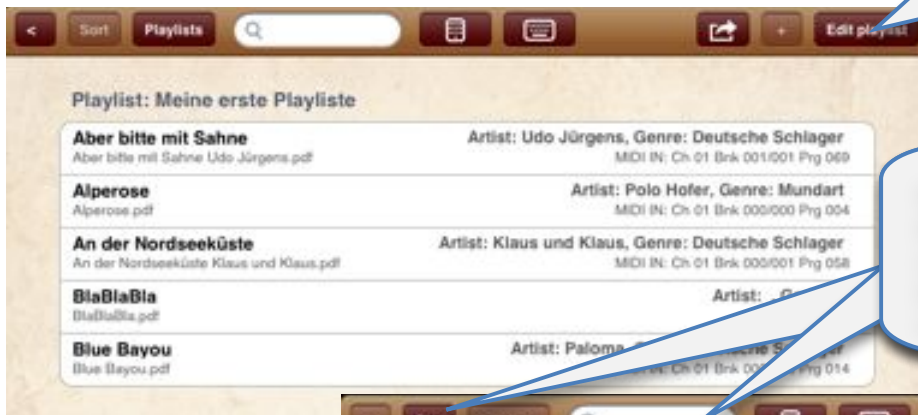 < Sort Playlists + Edit playlist
Playlist: Meine erste Playliste
Aber bitte mit Sahne Artist: Udo Jürgens, Genre: Deutsche Schlager
Aber bitte mit Sahne Udo Jürgens.pdf MIDI IN: Ch 01 Bnk 001/001 Prg 069
Alperose Artist: Polo Hofer, Genre: Mundart
Alperose.pdf MIDI IN: Ch 01 Bnk 000/000 Prg 004
An der Nordseeküste Artist: Klaus und Klaus, Genre: Deutsche Schlager
An der Nordseeküste Klaus und Klaus.pdf MIDI IN: Ch 01 Bnk 000/001 Prg 058
BlaBlaBla Artist:
BlaBlaBla.pdf
Blue Bayou Artist: Paloma,
Blue Bayou.pdf Ch 01 Bnk Prg 014